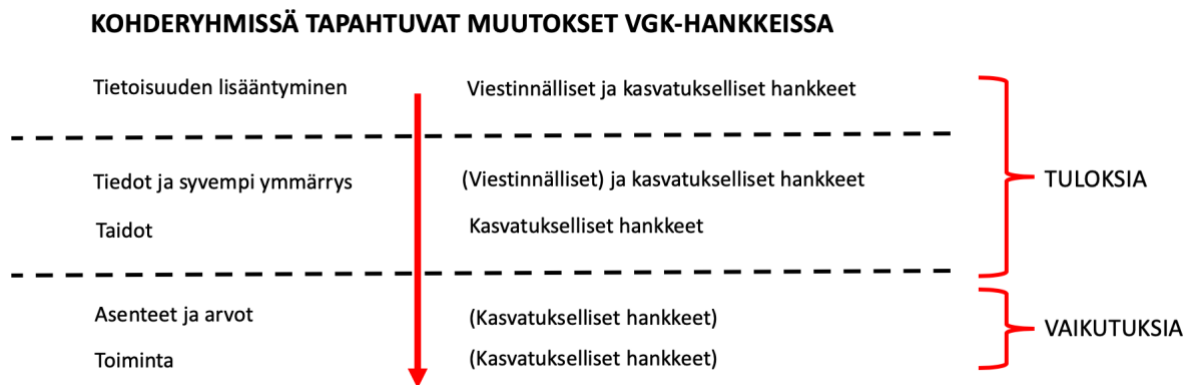 KOHDERYHMISSÄ TAPAHTUVAT MUUTOKSET VGK-HANKKEISSA
Tietoisuuden lisääntyminen Viestinnälliset ja kasvatukselliset hankkeet
Tiedot ja syvempi ymmärrys (Viestinnälliset) ja kasvatukselliset hankkeet
TULOKSIA
Taidot Kasvatukselliset hankkeet
Asenteet ja arvot (Kasvatukselliset hankkeet)
VAIKUTUKSIA
Toiminta (Kasvatukselliset hankkeet)